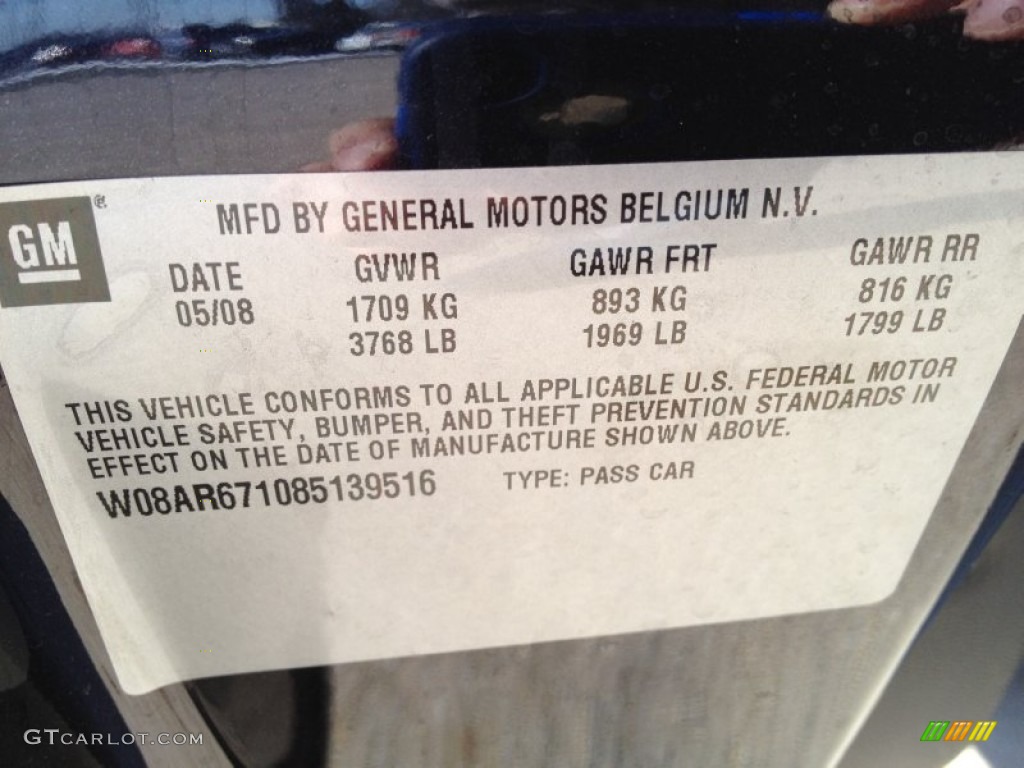 GM
MFD BY GENERAL MOTORS BELGIUM N.V.
DATE GVWR GAWR FRT GAWR RR
05/08 1709 KG 893 KG 816 KG
3768 LB 1969 LB 1799 LB
THIS VEHICLE CONFORMS TO ALL APPLICABLE U.S. FEDERAL MOTOR
VEHICLE SAFETY, BUMPER, AND THEFT PREVENTION STANDARDS IN
EFFECT ON THE DATE OF MANUFACTURE SHOWN ABOVE.
W08AR671085139516 TYPE: PASS CAR
GTCARLOT.COM